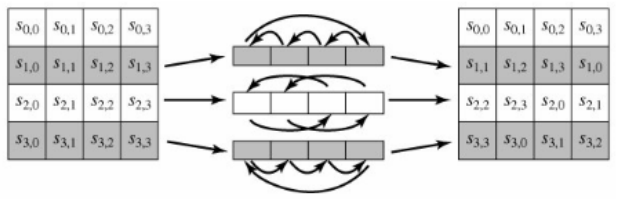 s0,0 s0,1 s0,2 s0,3
s1,0 s1,1 s1,2 s1,3
s2,0 s2,1 s2,2 s2,3
s3,0 s3,1 s3,2 s3,3
s0,0 s0,1 s0,2 s0,3
s1,1 s1,2 s1,3 s1,0
s2,2 s2,3 s2,0 s2,1
s3,3 s3,0 s3,1 s3,2